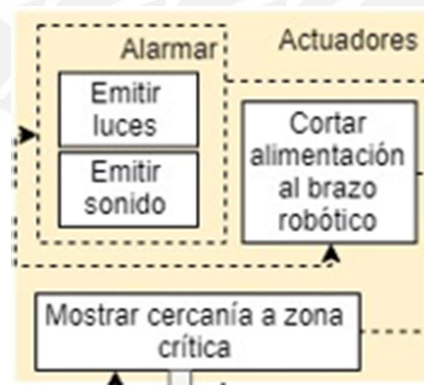 Alarmar
Actuadores
Emitir
luces
Emitir
sonido
Cortar
alimentación
al brazo
robótico
Mostrar cercanía a zona
crítica